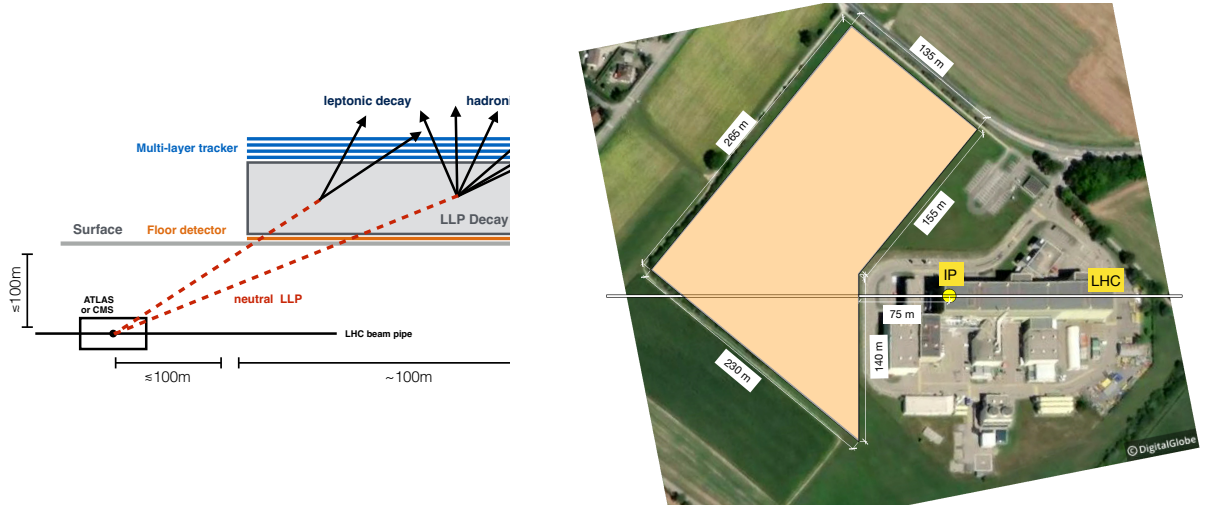 leptonic decay
hadroni
Multi-layer tracker
LLP Decay
Surface
Floor detector
≤100m
ATLAS
or CMS
neutral LLP
LHC beam pipe
≤100m
~100m
135 m
265 m
155 m
IP
LHC
75 m
230 m
140 m
© DigitalGlobe